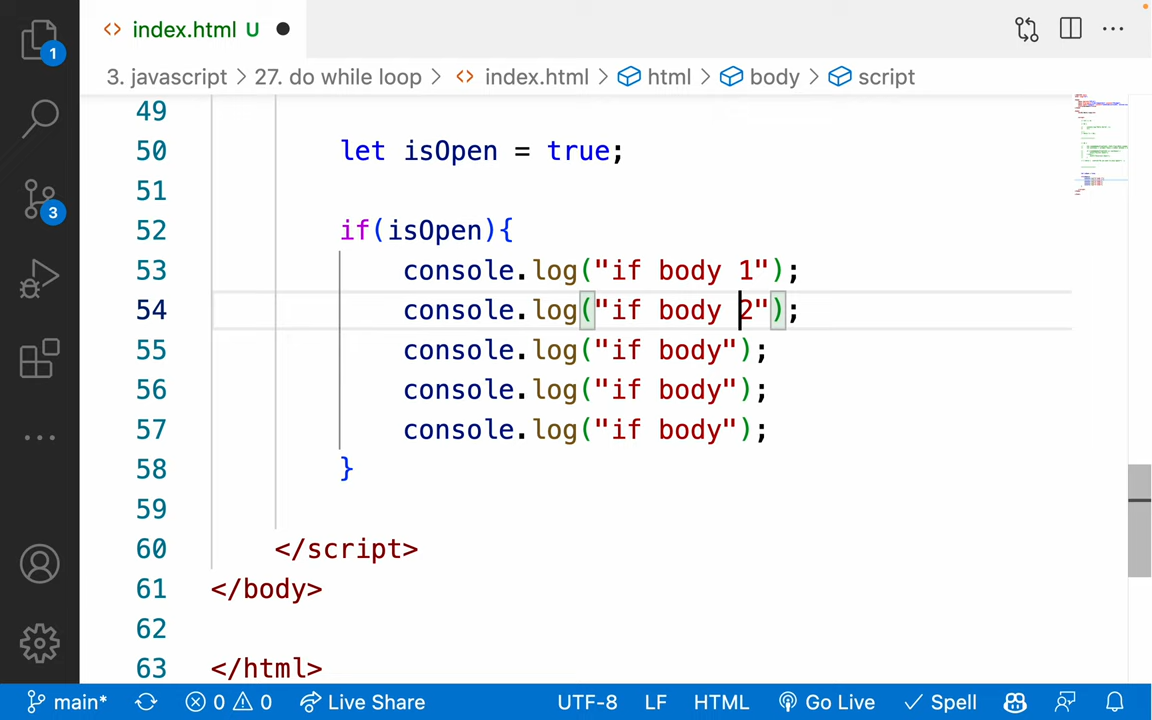 index.html U
3. javascript > 27. do while loop > index.html > html > body > script
1
3
49
50 let isOpen = true;
51
52 if(isOpen){
53 console.log("if body 1");
54 console.log("if body 2");
55 console.log("if body");
56 console.log("if body");
57 console.log("if body");
58 }
59
60 </script>
61 </body>
62
63 </html>
main* 0 0 Live Share UTF-8 LF HTML Go Live Spell